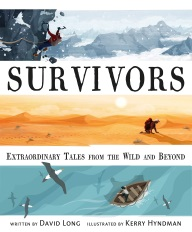 SURVIVORS
EXTRAORDINARY TALES FROM THE WILD AND BEYOND
WRITTEN BY DAVID LONG ILLUSTRATED BY KERRY HYNDMAN